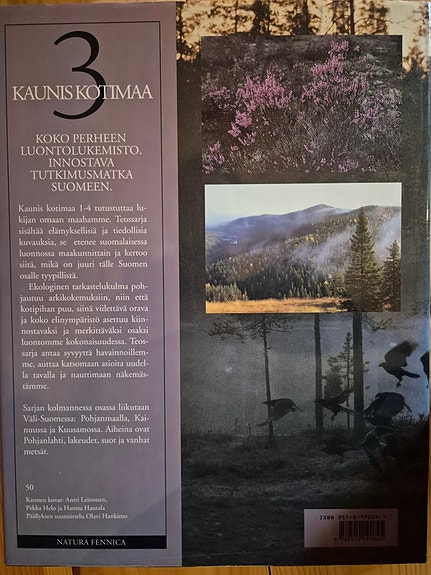 3
KAUNIS KOTIMAA
KOKO PERHEEN
LUONTOLUKEMISTO.
INNOSTAVA
TUTKIMUSMATKA
SUOMEEN.
Kaunis kotimaa 1-4 tutustuttaa lu-
kijan omaan maahamme. Teossarja
sisältää elämyksellisiä ja tiedollisia
kuvauksia, se etenee suomalaisessa
luonnossa maakunnittain ja kertoo
siitä, mikä on juuri tälle Suomen
osalle tyypillistä.
Ekologinen tarkastelukulma poh-
jautuu arkikokemuksiin, niin että
kotipihan puu, siinä vilettävä orava
ja koko elinympäristö asettuu kiin-
nostavaksi ja merkittäväksi osaksi
luontomme kokonaisuudessa. Teos-
sarja antaa syvyyttä havainnoillem-
me, auttaa katsomaan asioita uudel-
la tavalla ja nauttimaan näkemäs-
tämme.
Sarjan kolmannessa osassa liikutaan
Väli-Suomessa: Pohjanmaalla, Kai-
nuussa ja Kuusamossa. Aiheina ovat
Pohjanlahti, lakeudet, suot ja vanhat
metsät.
50
Kannen kuvat: Antti Leinonen,
Pekka Helo ja Hannu Hautala
Päällyksen suunnittelu Olavi Hankimo
NATURA FENNICA
ISBN